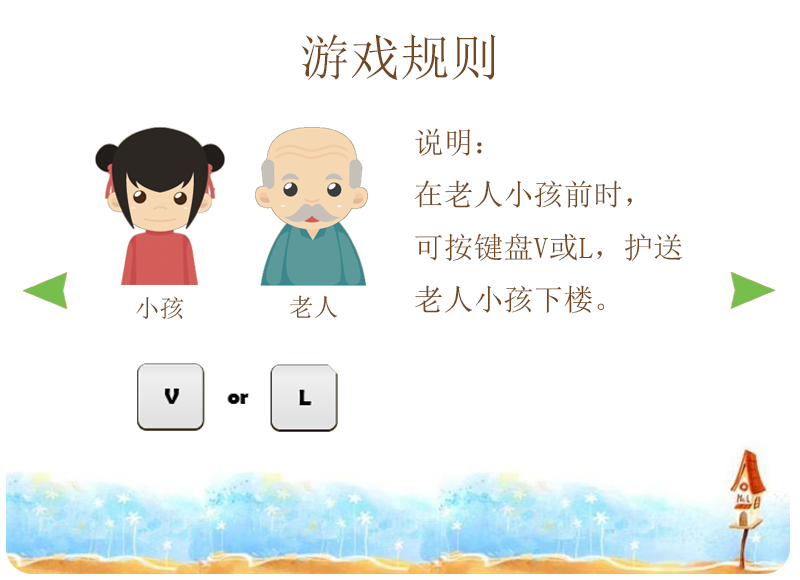 游戏规则
说明：
在老人小孩前时，
可按键盘V或L，护送
老人小孩下楼。
小孩
老人
V or L